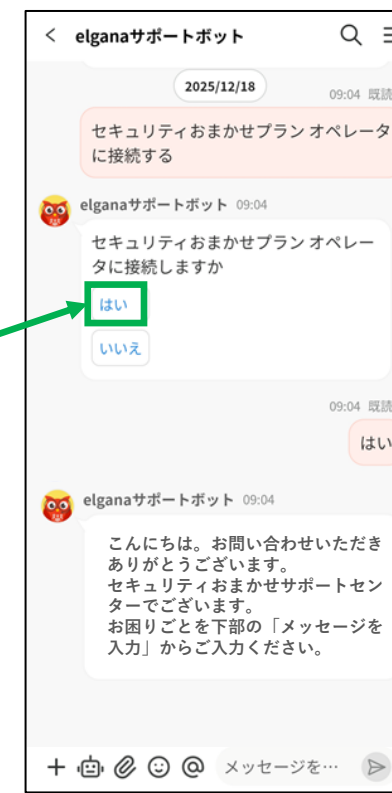 elganaサポートボット
2025/12/18
09:04 既読
セキュリティおまかせプラン オペレータ
に接続する
elganaサポートボット 09:04
セキュリティおまかせプラン オペレー
タに接続しますか
はい
いいえ
09:04 既読
はい
elganaサポートボット 09:04
こんにちは。お問い合わせいただき
ありがとうございます。
セキュリティおまかせサポートセン
ターでございます。
お困りごとを下部の「メッセージを
入力」からご入力ください。
メッセージを…